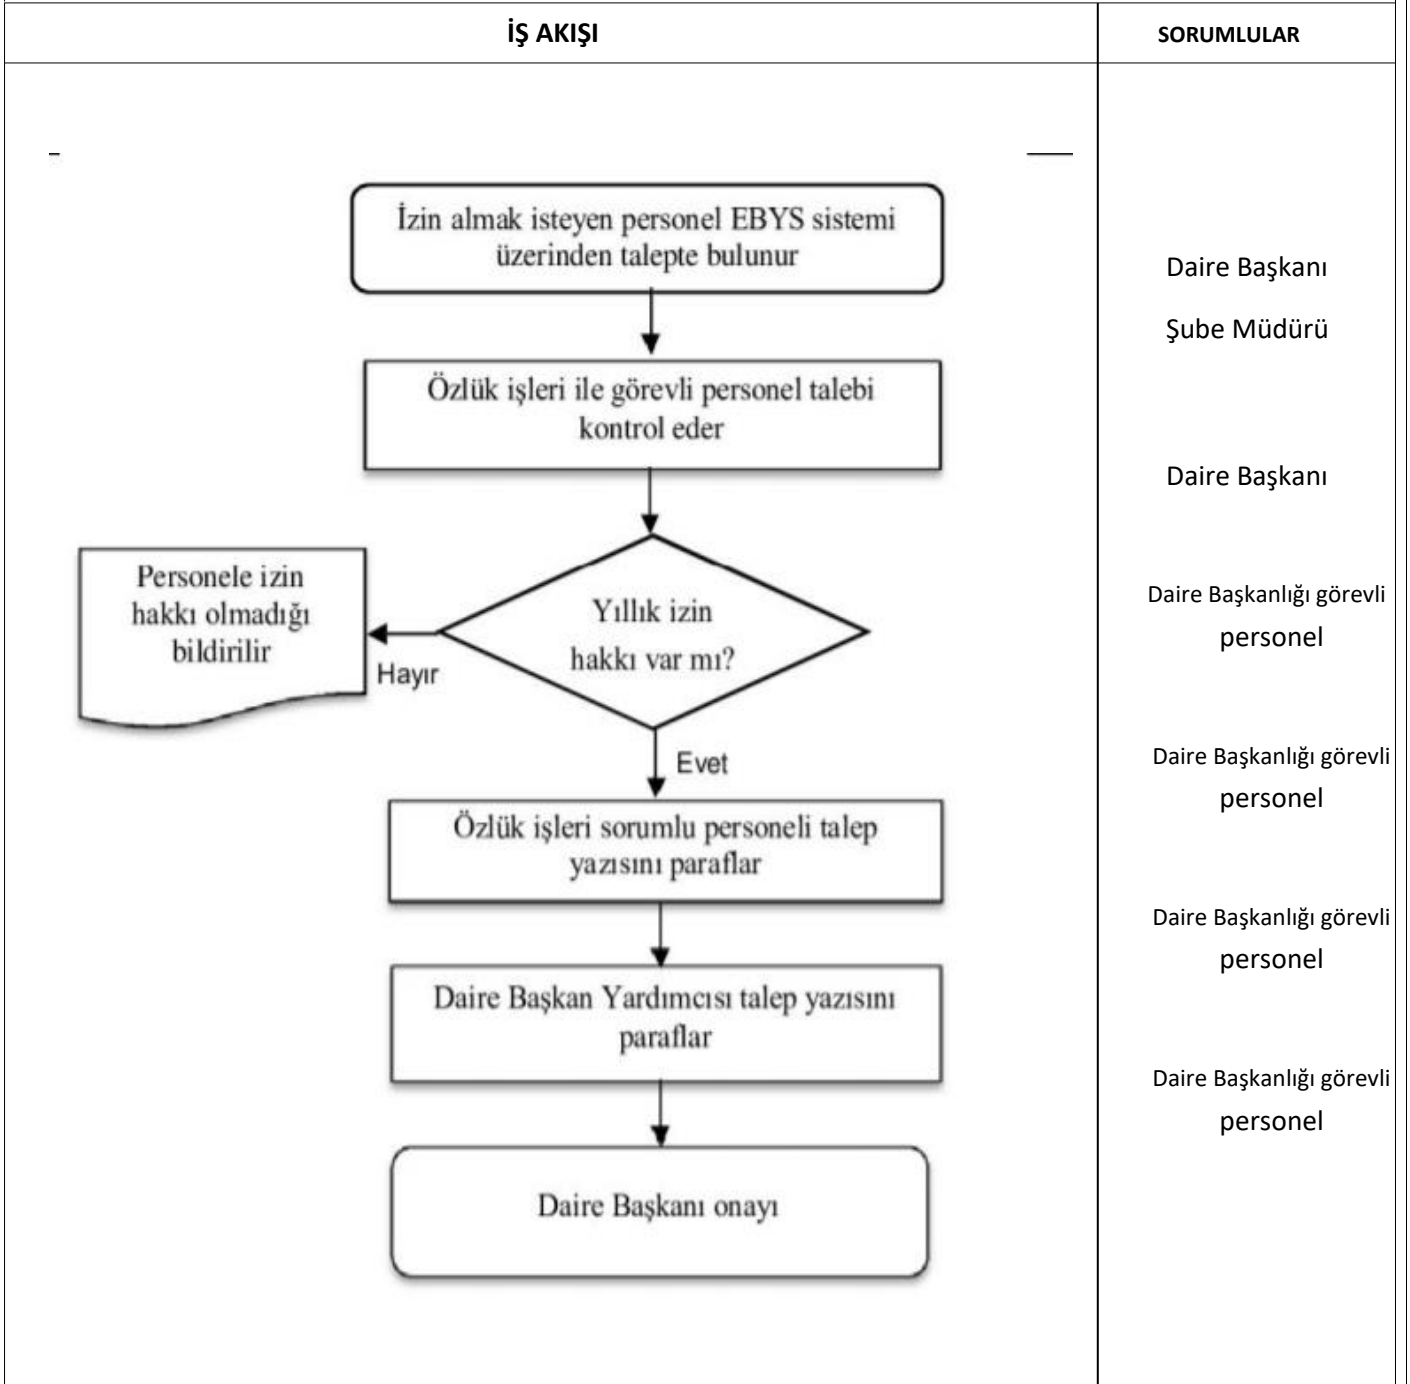 İŞ AKIŞI
SORUMLULAR
İzin almak isteyen personel EBYS sistemi
üzerinden talepte bulunur
Özlük işleri ile görevli personel talebi
kontrol eder
Yıllık izin
hakkı var mı?
Hayır
Personele izin
hakkı olmadığı
bildirilir
Evet
Özlük işleri sorumlu personeli talep
yazısını paraflar
Daire Başkan Yardımcısı talep yazısını
paraflar
Daire Başkanı onayı
Daire Başkanı
Şube Müdürü
Daire Başkanı
Daire Başkanlığı görevli
personel
Daire Başkanlığı görevli
personel
Daire Başkanlığı görevli
personel
Daire Başkanlığı görevli
personel